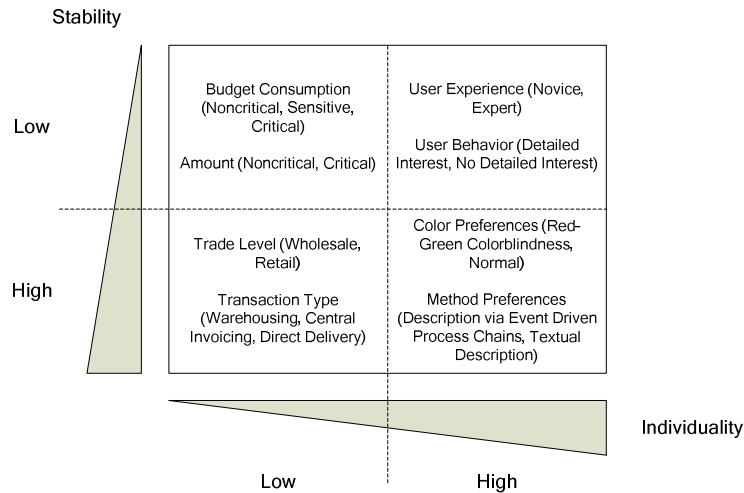 Stability
Low
Budget Consumption
(Noncritical, Sensitive,
Critical)
Amount (Noncritical, Critical)
User Experience (Novice,
Expert)
User Behavior (Detailed
Interest, No Detailed Interest)
High
Trade Level (Wholesale,
Retail)
Transaction Type
(Warehousing, Central
Invoicing, Direct Delivery)
Color Preferences (Red-
Green Colorblindness,
Normal)
Method Preferences
(Description via Event Driven
Process Chains, Textual
Description)
Individuality
Low
High